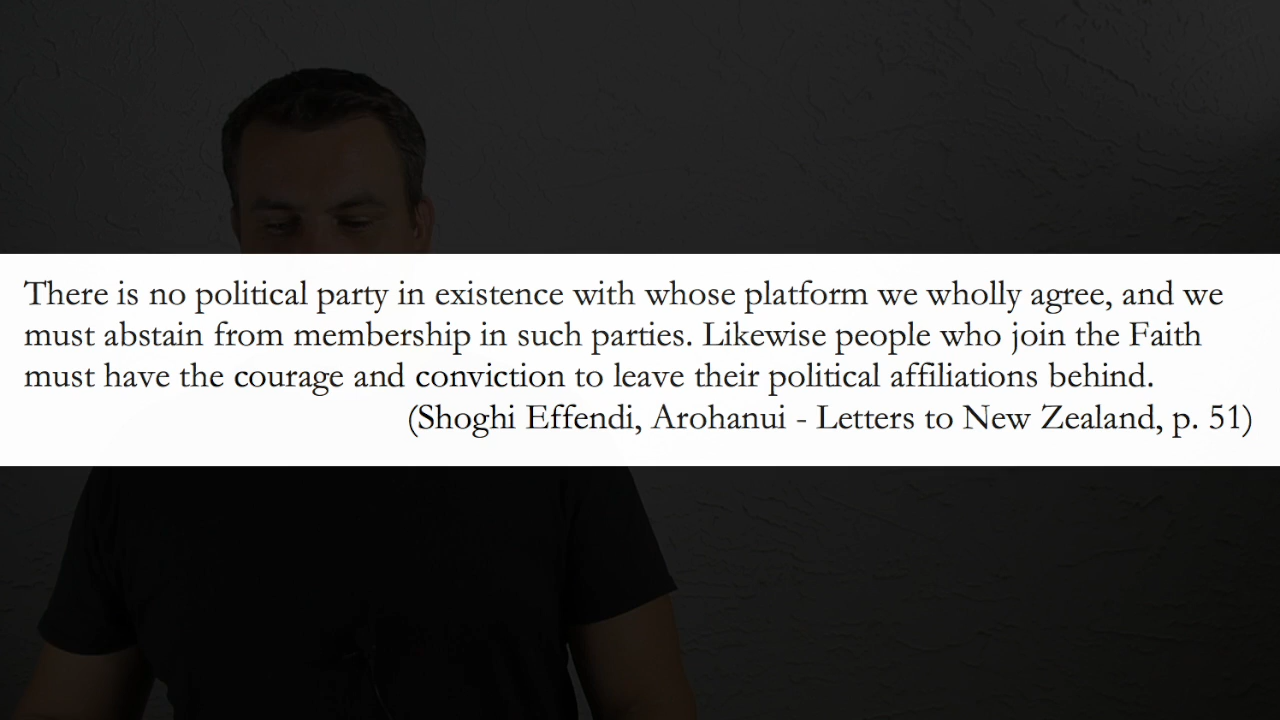 There is no political party in existence with whose platform we wholly agree, and we
must abstain from membership in such parties. Likewise people who join the Faith
must have the courage and conviction to leave their political affiliations behind.
(Shoghi Effendi, Arohanui - Letters to New Zealand, p. 51)